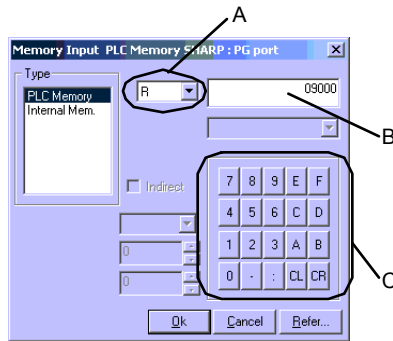 A
Memory Input PLC Memory SHARP : PG port
Type
PLC Memory
Internal Mem.
R
09000
B
Indirect
7 8 9 E F
4 5 6 C D
1 2 3 A B
0 - : CL CR
0
0
C
Ok Cancel Refer...